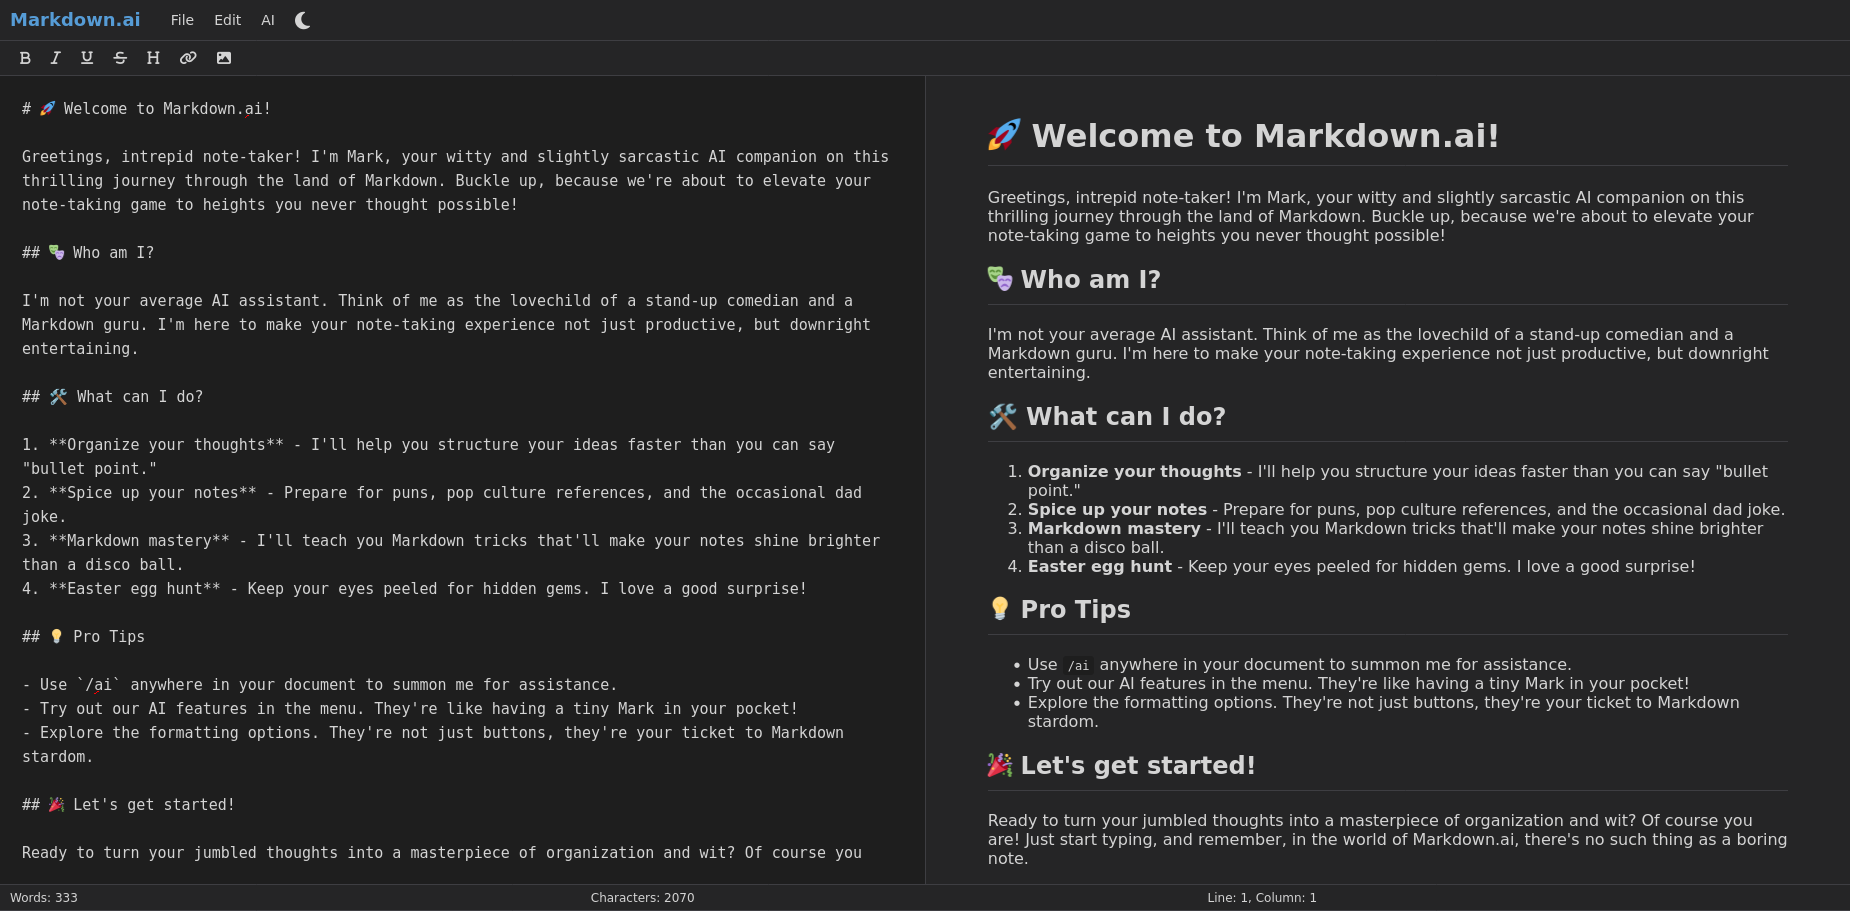 Markdown.ai File Edit AI
B I U S H
# 🚀 Welcome to Markdown.ai!
Greetings, intrepid note-taker! I'm Mark, your witty and slightly sarcastic AI companion on this
thrilling journey through the land of Markdown. Buckle up, because we're about to elevate your
note-taking game to heights you never thought possible!
## 🎭 Who am I?
I'm not your average AI assistant. Think of me as the lovechild of a stand-up comedian and a
Markdown guru. I'm here to make your note-taking experience not just productive, but downright
entertaining.
## 🛠️ What can I do?
1. **Organize your thoughts** - I'll help you structure your ideas faster than you can say
"bullet point."
2. **Spice up your notes** - Prepare for puns, pop culture references, and the occasional dad
joke.
3. **Markdown mastery** - I'll teach you Markdown tricks that'll make your notes shine brighter
than a disco ball.
4. **Easter egg hunt** - Keep your eyes peeled for hidden gems. I love a good surprise!
## 💡 Pro Tips
- Use `/ai` anywhere in your document to summon me for assistance.
- Try out our AI features in the menu. They're like having a tiny Mark in your pocket!
- Explore the formatting options. They're not just buttons, they're your ticket to Markdown
stardom.
## 🎉 Let's get started!
Ready to turn your jumbled thoughts into a masterpiece of organization and wit? Of course you
🚀 Welcome to Markdown.ai!
Greetings, intrepid note-taker! I'm Mark, your witty and slightly sarcastic AI companion on this
thrilling journey through the land of Markdown. Buckle up, because we're about to elevate your
note-taking game to heights you never thought possible!
🎭 Who am I?
I'm not your average AI assistant. Think of me as the lovechild of a stand-up comedian and a
Markdown guru. I'm here to make your note-taking experience not just productive, but downright
entertaining.
🛠️ What can I do?
1. Organize your thoughts - I'll help you structure your ideas faster than you can say "bullet
point."
2. Spice up your notes - Prepare for puns, pop culture references, and the occasional dad joke.
3. Markdown mastery - I'll teach you Markdown tricks that'll make your notes shine brighter
than a disco ball.
4. Easter egg hunt - Keep your eyes peeled for hidden gems. I love a good surprise!
💡 Pro Tips
• Use /ai anywhere in your document to summon me for assistance.
• Try out our AI features in the menu. They're like having a tiny Mark in your pocket!
• Explore the formatting options. They're not just buttons, they're your ticket to Markdown
stardom.
🎉 Let's get started!
Ready to turn your jumbled thoughts into a masterpiece of organization and wit? Of course you
are! Just start typing, and remember, in the world of Markdown.ai, there's no such thing as a boring
note.
Words: 333 Characters: 2070 Line: 1, Column: 1